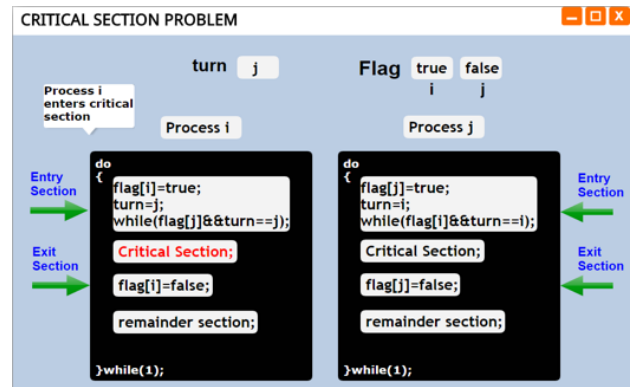 CRITICAL SECTION PROBLEM
X
turn j
Flag true false
i j
Process i
enters critical
section
Process i
Process j
Entry
Section
do
{
flag[i]=true;
turn=j;
while(flag[j]&&turn==j);
Critical Section;
Exit
Section
flag[i]=false;
remainder section;
}while(1);
do
{
flag[j]=true;
turn=i;
while(flag[i]&&turn==i);
Critical Section;
flag[j]=false;
remainder section;
}while(1);
Entry
Section
Exit
Section